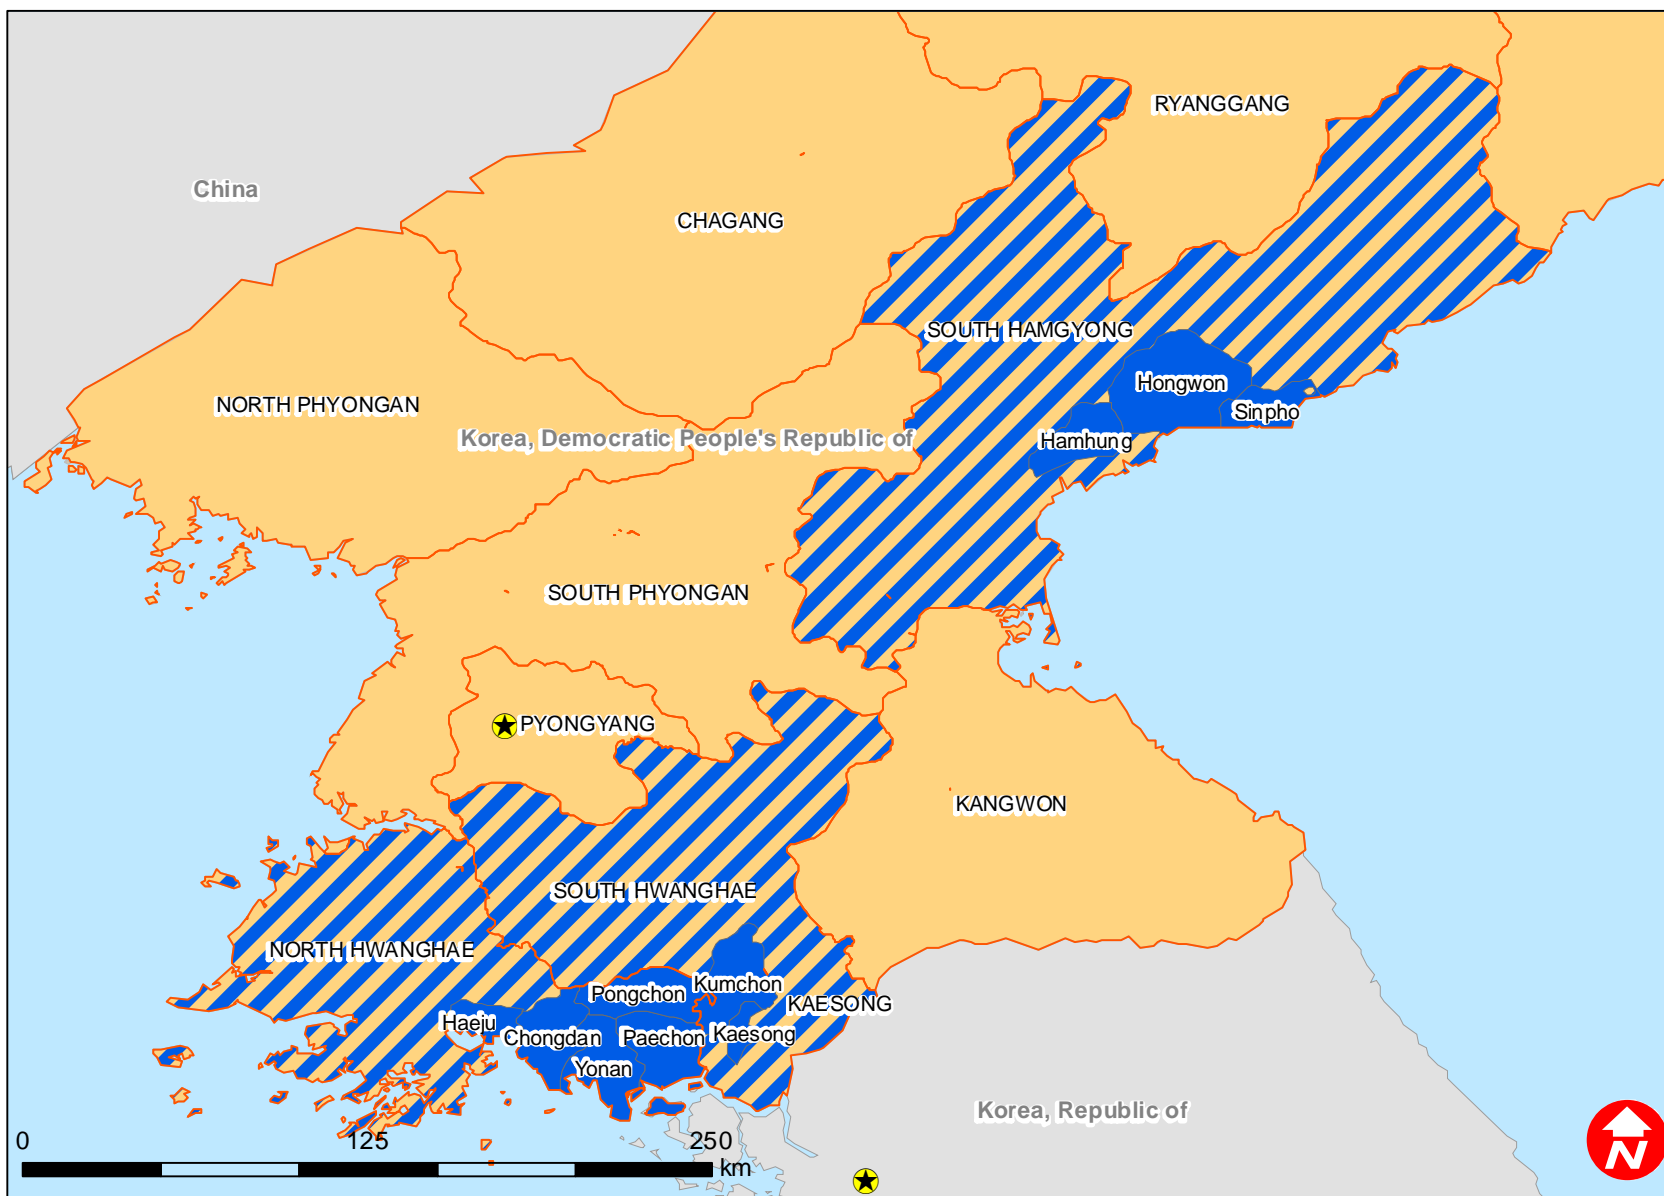 RYANGGANG
China
CHAGANG
SOUTH HAMGYONG
Hongwon
NORTH PHYONGAN
Sinpho
Korea, Democratic People's Republic of
Hamhung
SOUTH PHYONGAN
PYONGYANG
KANGWON
SOUTH HWANGHAE
NORTH HWANGHAE
Kumchon
Pongchon
KAESONG
Haeju
Chongdan
Paechon
Kaesong
Yonan
Korea, Republic of
0 125 250
km
N